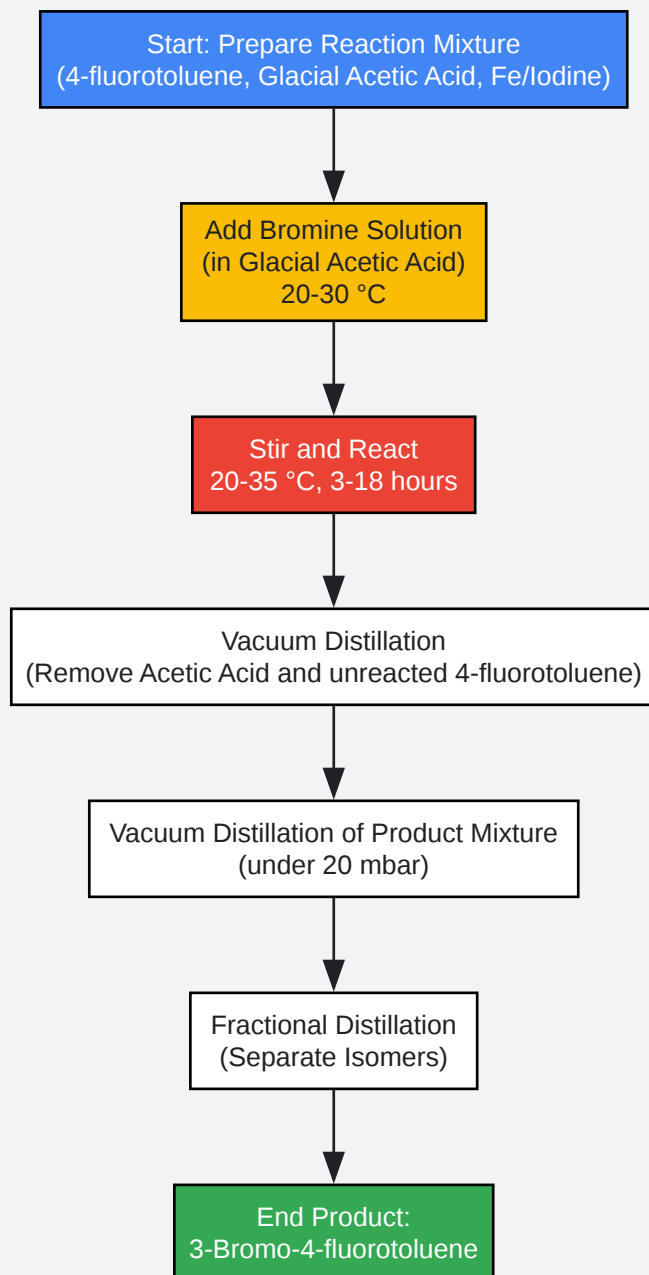 Start: Prepare Reaction Mixture
(4-fluorotoluene, Glacial Acetic Acid, Fe/Iodine)
Add Bromine Solution
(in Glacial Acetic Acid)
20-30 °C
Stir and React
20-35 °C, 3-18 hours
Vacuum Distillation
(Remove Acetic Acid and unreacted 4-fluorotoluene)
Vacuum Distillation of Product Mixture
(under 20 mbar)
Fractional Distillation
(Separate Isomers)
End Product:
3-Bromo-4-fluorotoluene